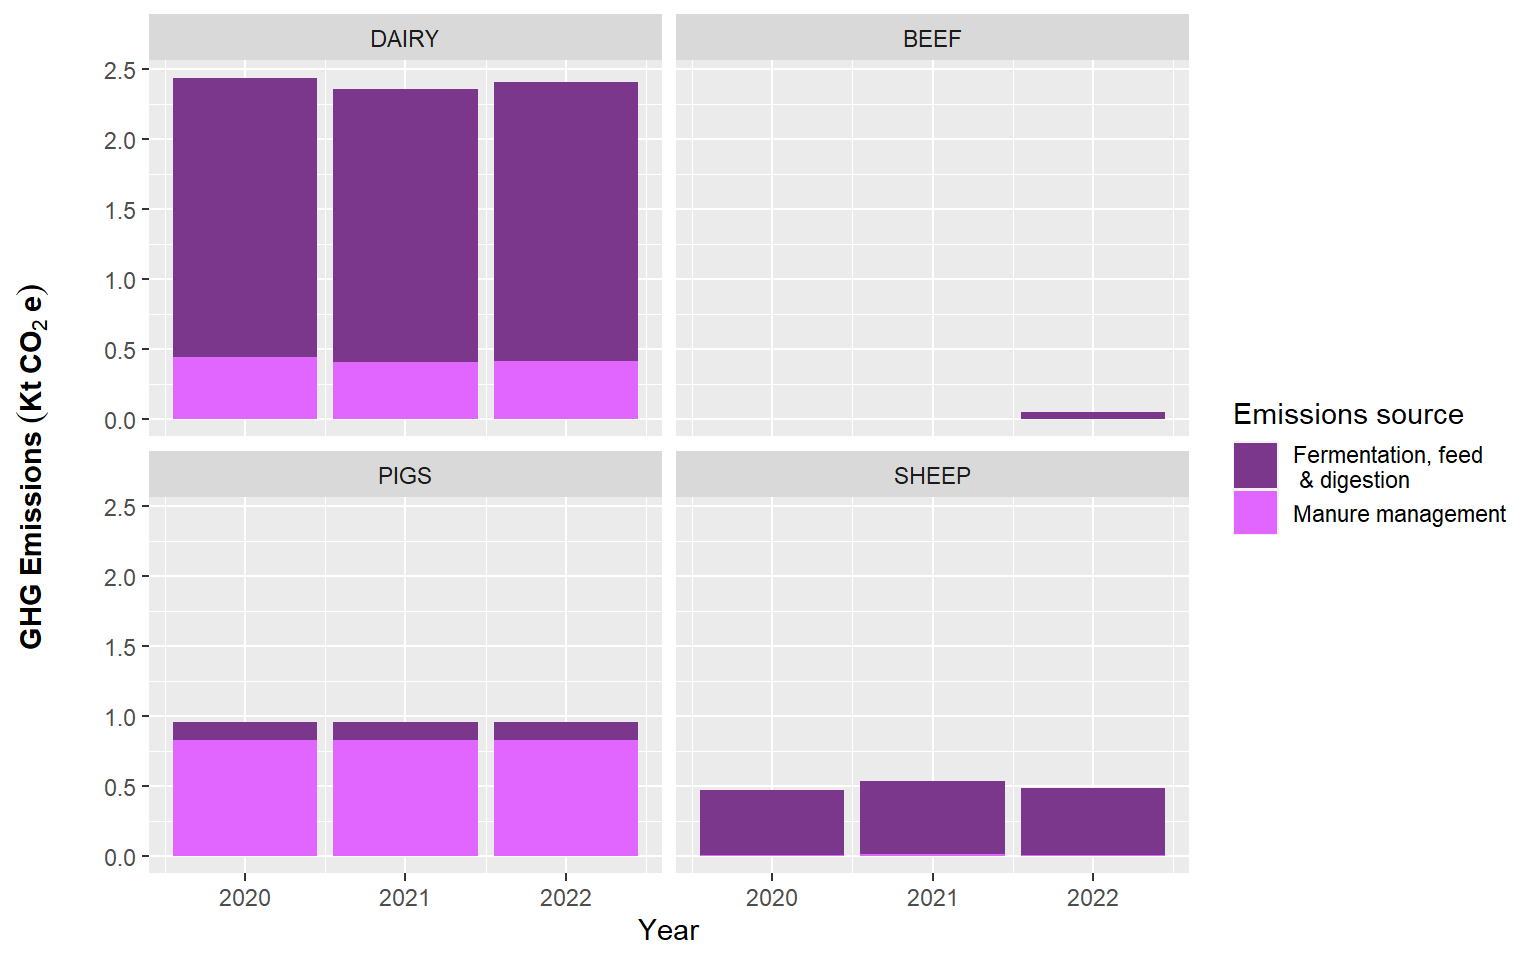 DAIRY
BEEF
2.5
2.0
1.5
1.0
0.5
0.0
PIGS
SHEEP
2.5
2.0
1.5
1.0
0.5
0.0
2020
2021
2022
2020
2021
2022
Year
GHG Emissions (Kt CO₂ e)
Emissions source
Fermentation, feed
& digestion
Manure management